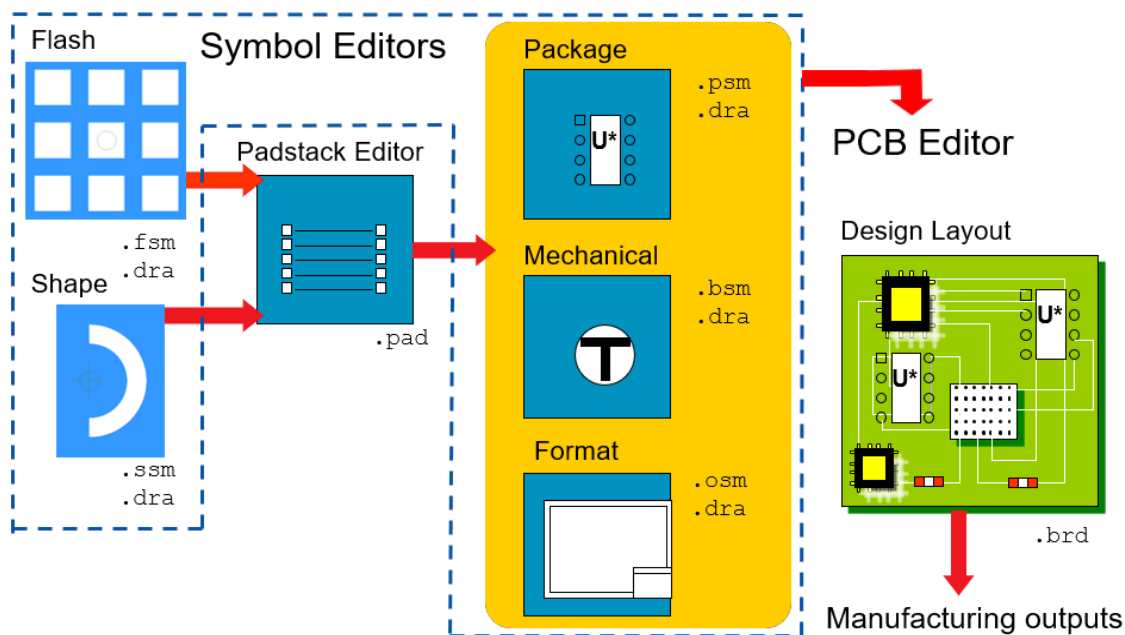 Flash
Symbol Editors
.fsm
.dra
Shape
.ssm
.dra
Padstack Editor
.pad
Package
U*
.psm
.dra
Mechanical
T
.bsm
.dra
Format
.osm
.dra
PCB Editor
Design Layout
U*
U*
.brd
Manufacturing outputs